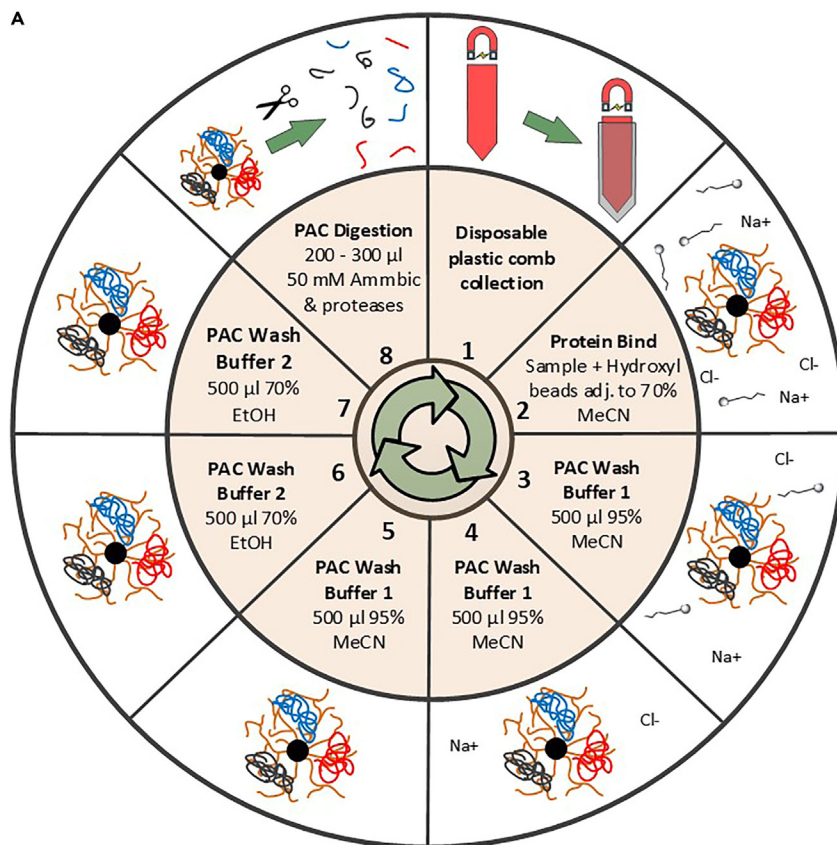 A
Disposable
plastic comb
collection
1
Protein Bind
Sample + Hydroxyl
beads adj. to 70%
MeCN
2
Na+
Cl-
Cl-
Na+
PAC Wash
Buffer 1
500 µl 95%
MeCN
3
Cl-
Na+
PAC Wash
Buffer 1
500 µl 95%
MeCN
4
Na+
Cl-
PAC Wash
Buffer 1
500 µl 95%
MeCN
5
PAC Wash
Buffer 2
500 µl 70%
EtOH
6
PAC Wash
Buffer 2
500 µl 70%
EtOH
7
PAC Digestion
200 - 300 µl
50 mM Ammbic
& proteases
8